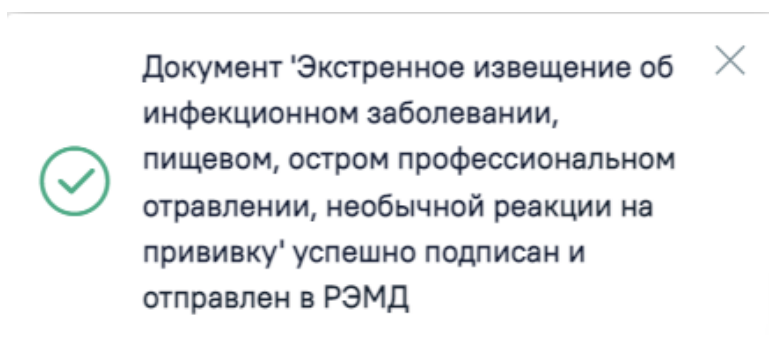 Документ 'Экстренное извещение об
инфекционном заболевании,
пищевом, остром профессиональном
отравлении, необычной реакции на
прививку' успешно подписан и
отправлен в РЭМД